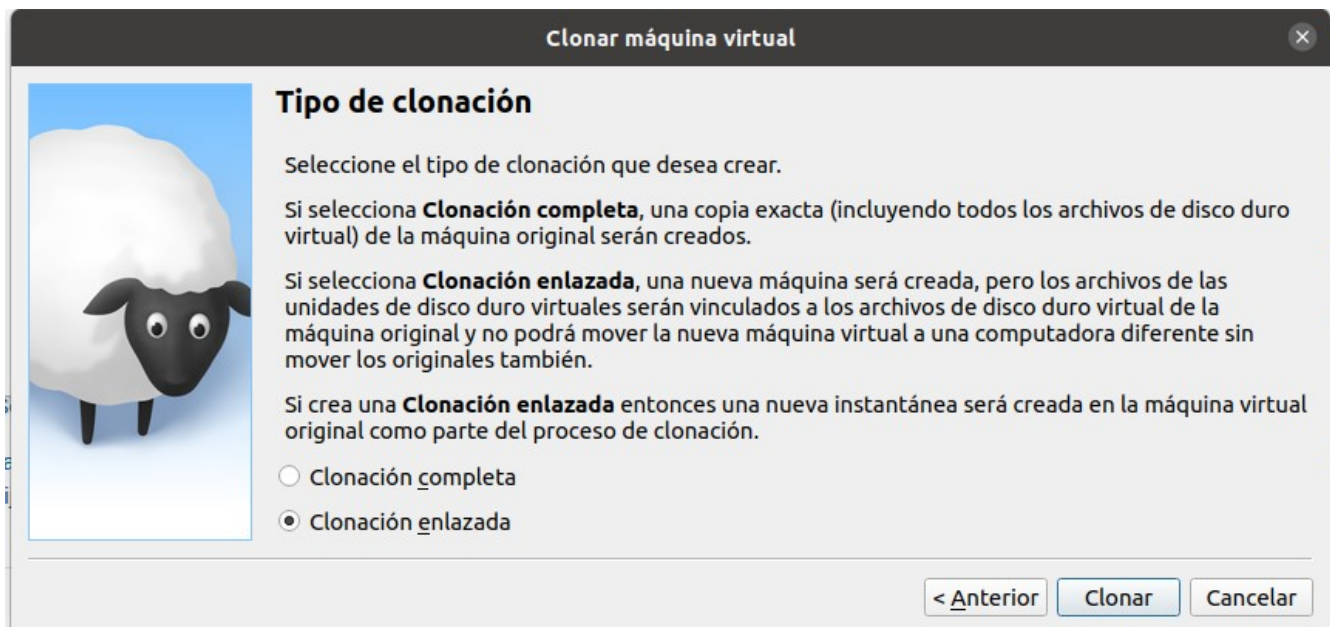 Clonar máquina virtual
Tipo de clonación
Seleccione el tipo de clonación que desea crear.
Si selecciona Clonación completa, una copia exacta (incluyendo todos los archivos de disco duro
virtual) de la máquina original serán creados.
Si selecciona Clonación enlazada, una nueva máquina será creada, pero los archivos de las
unidades de disco duro virtuales serán vinculados a los archivos de disco duro virtual de la
máquina original y no podrá mover la nueva máquina virtual a una computadora diferente sin
mover los originales también.
Si crea una Clonación enlazada entonces una nueva instantánea será creada en la máquina virtual
original como parte del proceso de clonación.
Clonación completa
Clonación enlazada
< Anterior Clonar Cancelar